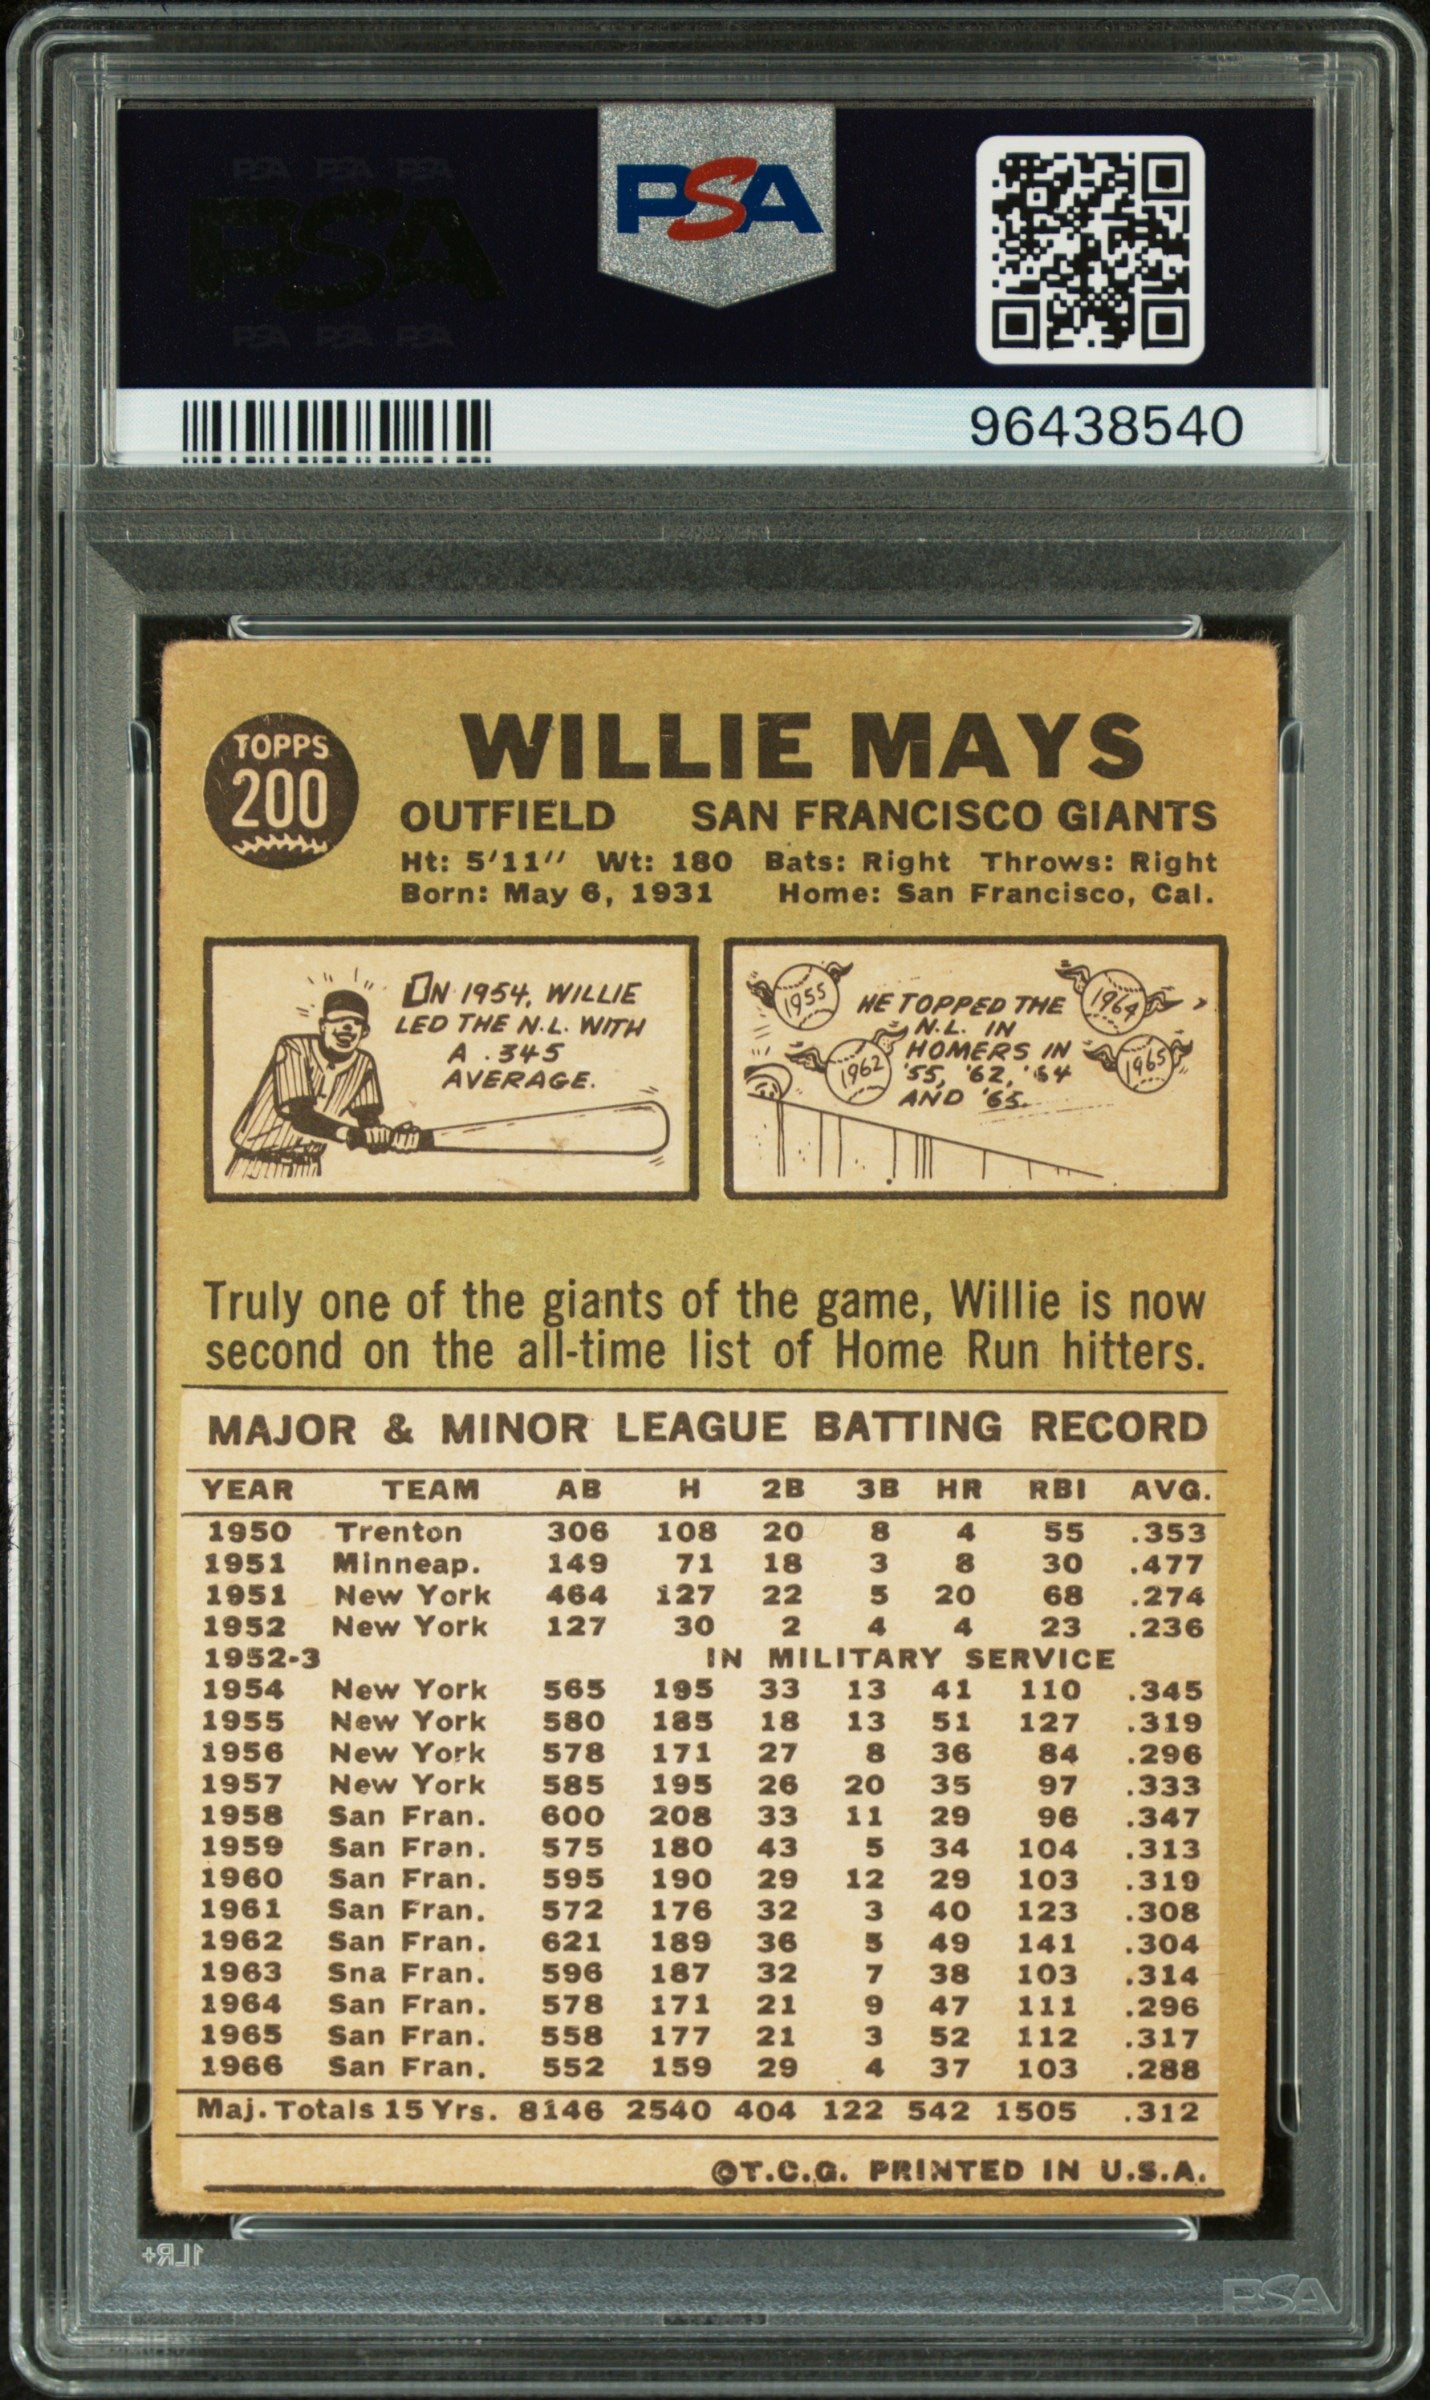 PSA PSA PSA
PSA
PSA PSA PSA
PSA
96438540
TOPPS
200
WILLIE MAYS
OUTFIELD SAN FRANCISCO GIANTS
Ht: 5'11" Wt: 180 Bats: Right Throws: Right
Born: May 6, 1931 Home: San Francisco, Cal.
IN 1954, WILLIE
LED THE N.L. WITH
A .345
AVERAGE.
1955
HE TOPPED THE
N.L. IN
HOMERS IN
'55, '62, '64
AND '65.
1964
1962
1965
Truly one of the giants of the game, Willie is now
second on the all-time list of Home Run hitters.
MAJOR & MINOR LEAGUE BATTING RECORD
YEAR TEAM AB H 2B 3B HR RBI AVG.
1950 Trenton 306 108 20 8 4 55 .353
1951 Minneap. 149 71 18 3 8 30 .477
1951 New York 464 127 22 5 20 68 .274
1952 New York 127 30 2 4 4 23 .236
1952-3 IN MILITARY SERVICE
1954 New York 565 195 33 13 41 110 .345
1955 New York 580 185 18 13 51 127 .319
1956 New York 578 171 27 8 36 84 .296
1957 New York 585 195 26 20 35 97 .333
1958 San Fran. 600 208 33 11 29 96 .347
1959 San Fran. 575 180 43 5 34 104 .313
1960 San Fran. 595 190 29 12 29 103 .319
1961 San Fran. 572 176 32 3 40 123 .308
1962 San Fran. 621 189 36 5 49 141 .304
1963 Sna Fran. 596 187 32 7 38 103 .314
1964 San Fran. 578 171 21 9 47 111 .296
1965 San Fran. 558 177 21 3 52 112 .317
1966 San Fran. 552 159 29 4 37 103 .288
Maj. Totals 15 Yrs. 8146 2540 404 122 542 1505 .312
©T.C.G. PRINTED IN U.S.A.
1LR+
PSA